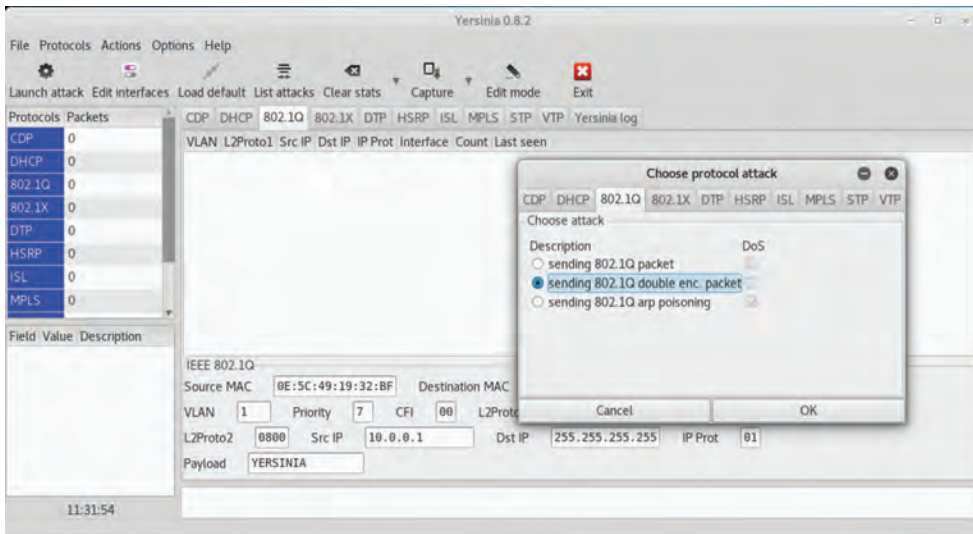 Yersinia 0.8.2
File Protocols Actions Options Help
Launch attack Edit interfaces Load default List attacks Clear stats Capture Edit mode Exit
Protocols Packets
CDP 0
DHCP 0
802.1Q 0
802.1X 0
DTP 0
HSRP 0
ISL 0
MPLS 0
Field Value Description
11:31:54
CDP DHCP 802.1Q 802.1X DTP HSRP ISL MPLS STP VTP Yersinia log
VLAN L2Proto1 Src IP Dst IP IP Prot Interface Count Last seen
Choose protocol attack
CDP DHCP 802.1Q 802.1X DTP HSRP ISL MPLS STP VTP
Choose attack
Description DoS
sending 802.1Q packet
sending 802.1Q double enc. packet
sending 802.1Q arp poisoning
Cancel OK
IEEE 802.1Q
Source MAC 0E:5C:49:19:32:BF Destination MAC
VLAN 1 Priority 7 CFI 00 L2Proto
L2Proto2 0800 Src IP 10.0.0.1 Dst IP 255.255.255.255 IP Prot 01
Payload YERSINIA